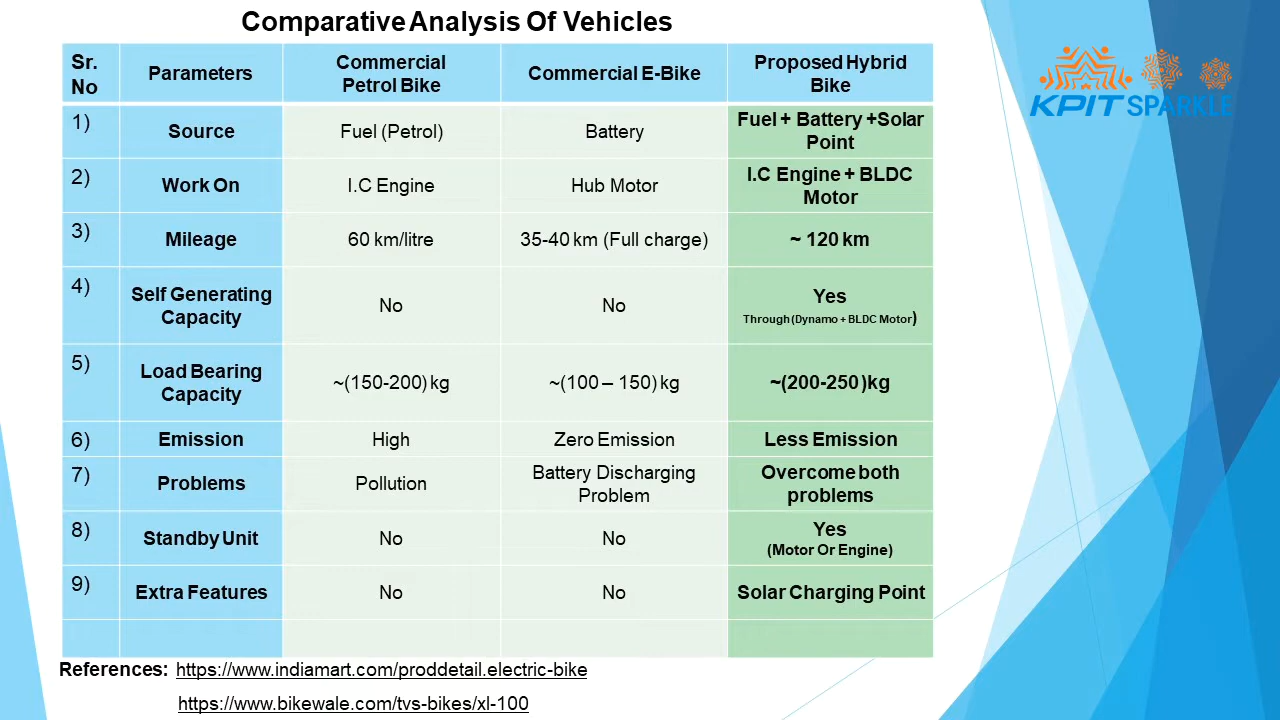 Comparative Analysis Of Vehicles
Sr. No
Parameters
Commercial
Petrol Bike
Commercial E-Bike
Proposed Hybrid
Bike
1)
Source
Fuel (Petrol)
Battery
Fuel + Battery +Solar
Point
2)
Work On
I.C Engine
Hub Motor
I.C Engine + BLDC
Motor
3)
Mileage
60 km/litre
35-40 km (Full charge)
~ 120 km
4)
Self Generating
Capacity
No
No
Yes
Through (Dynamo + BLDC Motor)
5)
Load Bearing
Capacity
~(150-200) kg
~(100 – 150) kg
~(200-250 )kg
6)
Emission
High
Zero Emission
Less Emission
7)
Problems
Pollution
Battery Discharging
Problem
Overcome both
problems
8)
Standby Unit
No
No
Yes
(Motor Or Engine)
9)
Extra Features
No
No
Solar Charging Point
References: https://www.indiamart.com/proddetail.electric-bike
https://www.bikewale.com/tvs-bikes/xl-100
KPIT SPARKLE